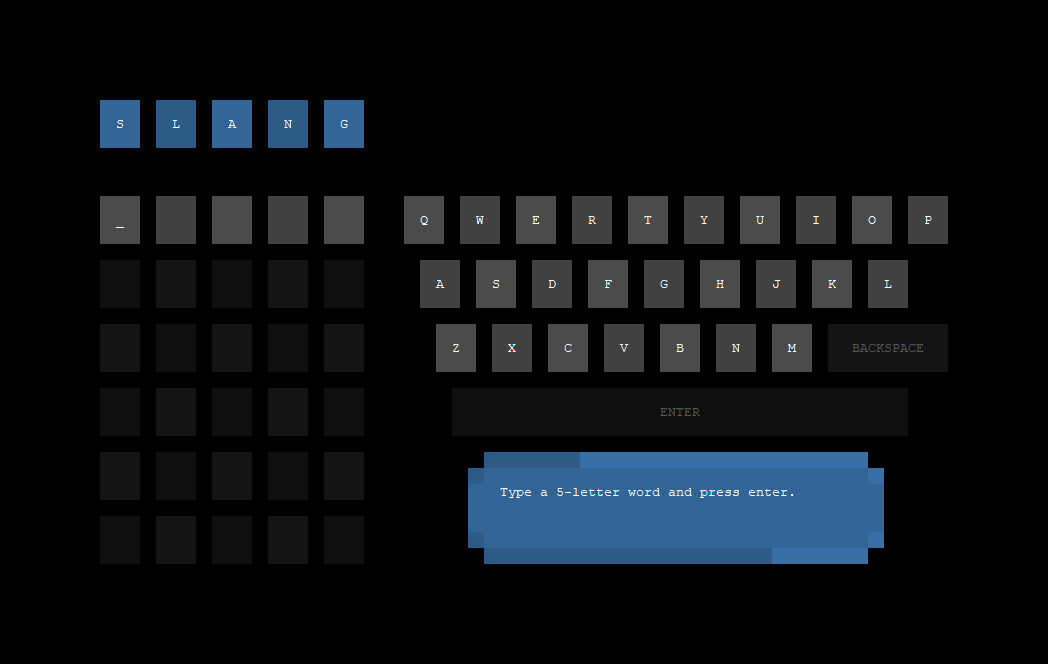 S L A N G
_
Q W E R T Y U I O P
A S D F G H J K L
Z X C V B N M BACKSPACE
ENTER
Type a 5-letter word and press enter.